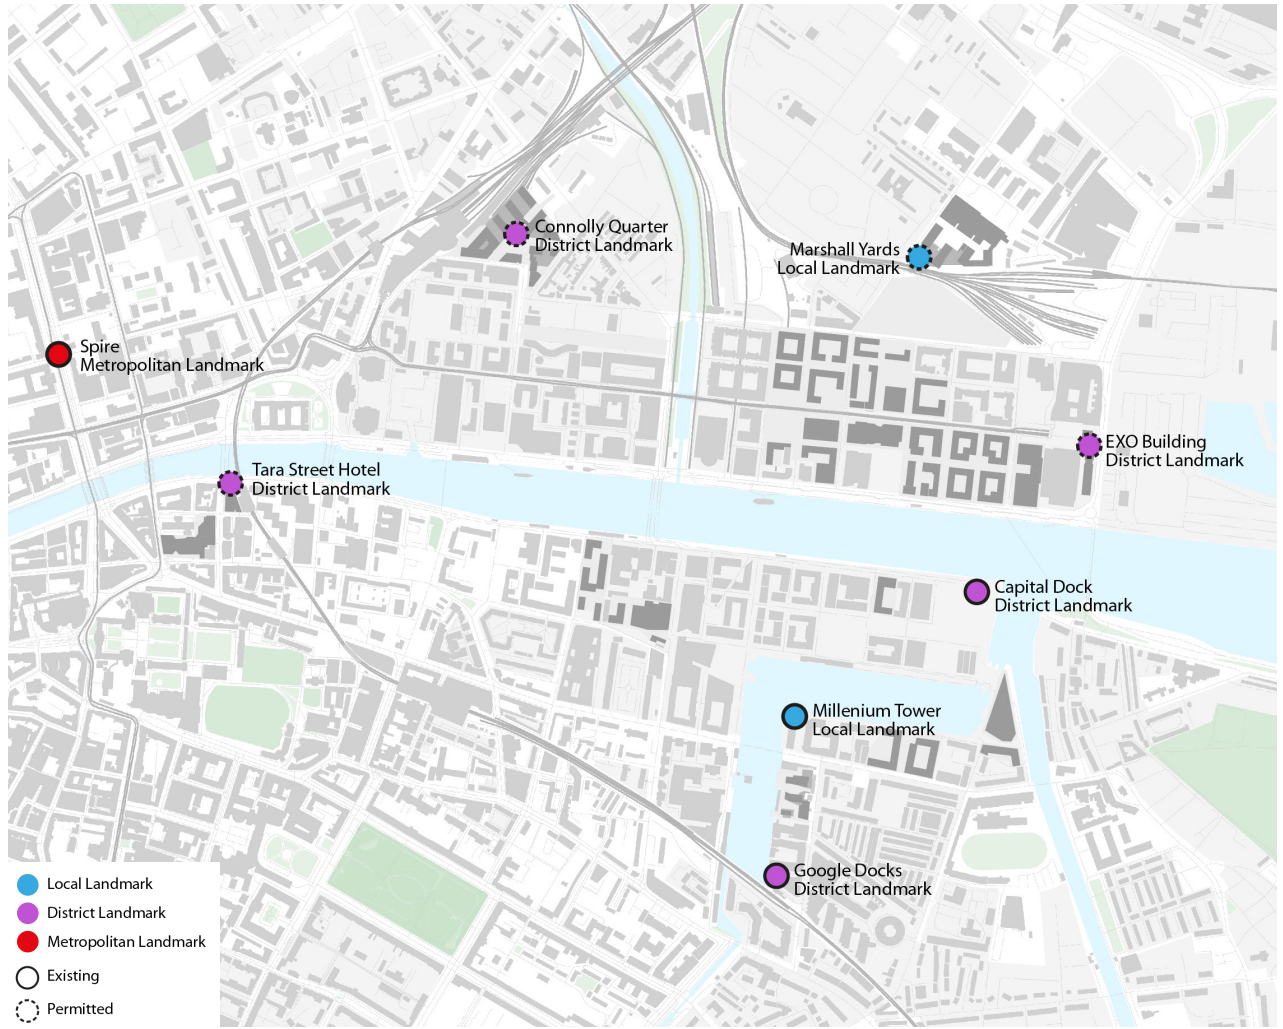 Connolly Quarter
District Landmark
Marshall Yards
Local Landmark
Spire
Metropolitan Landmark
EXO Building
District Landmark
Tara Street Hotel
District Landmark
Capital Dock
District Landmark
Millenium Tower
Local Landmark
Google Docks
District Landmark
Local Landmark
District Landmark
Metropolitan Landmark
Existing
Permitted